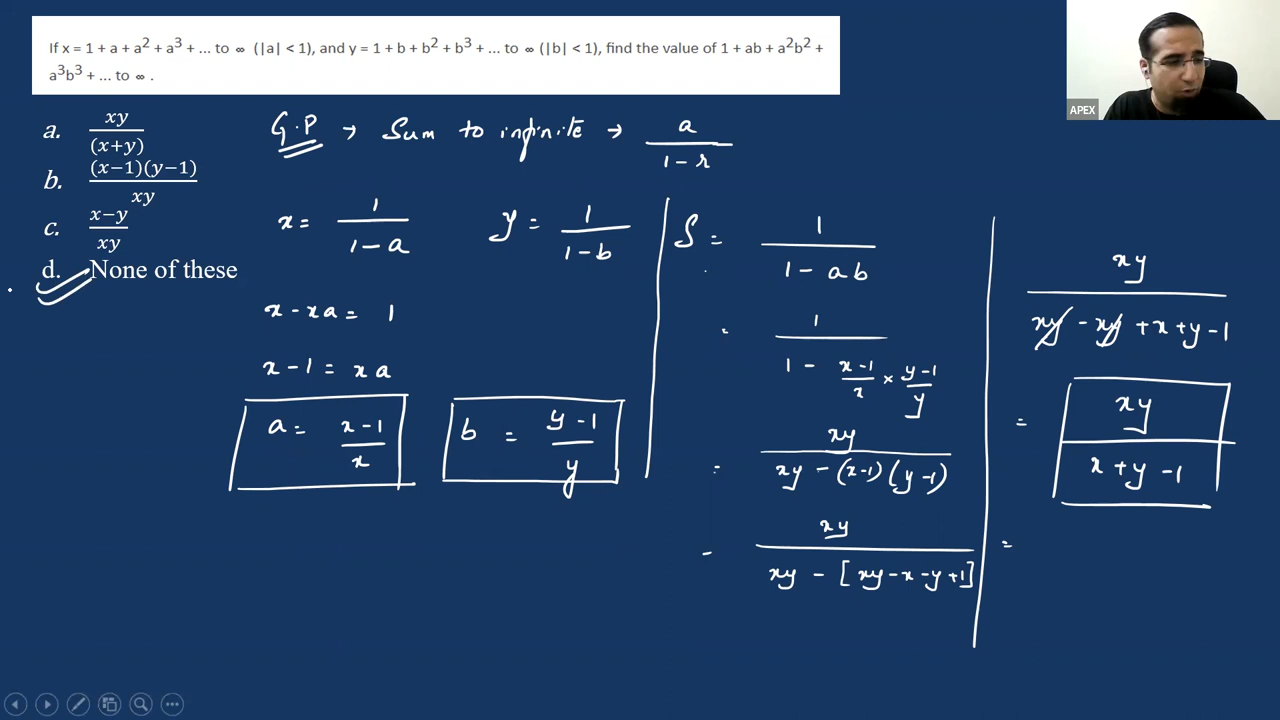 If x = 1 + a + a² + a³ + ... to ∞ (|a| < 1), and y = 1 + b + b² + b³ + ... to ∞ (|b| < 1), find the value of 1 + ab + a²b² +
a³b³ + ... to ∞ .
APEX
a. xy/(x+y)
b. (x−1)(y−1)/xy
c. x−y/xy
d. None of these
G.P → Sum to infinite → a/1-r
x = 1/1-a
y = 1/1-b
x - xa = 1
x-1 = xa
a = x-1/x
b = y-1/y
S = 1/1-ab
= 1/1 - x-1/x × y-1/y
= xy/xy - (x-1)(y-1)
= xy/xy - [xy-x-y+1]
= xy/xy - xy + x + y - 1
= xy/x + y - 1